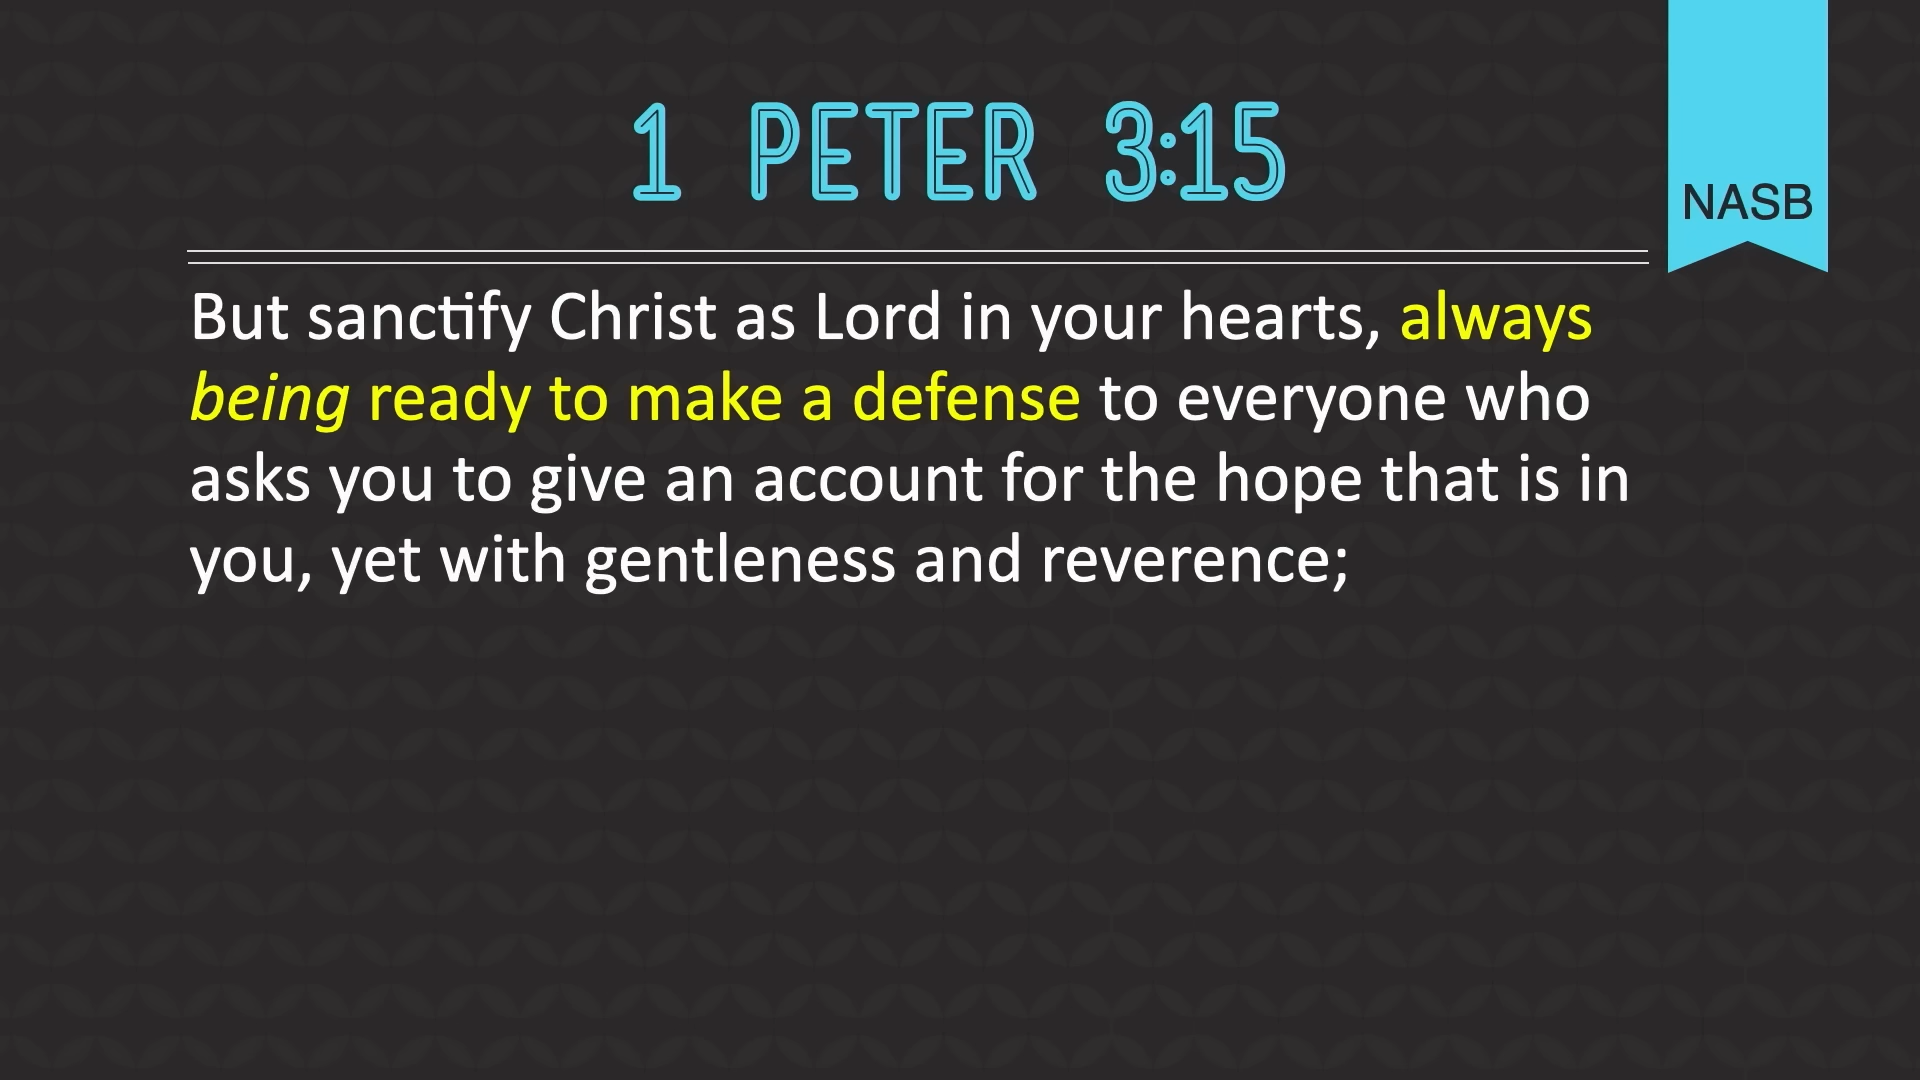 1 PETER 3:15
NASB
But sanctify Christ as Lord in your hearts, always
being ready to make a defense to everyone who
asks you to give an account for the hope that is in
you, yet with gentleness and reverence;